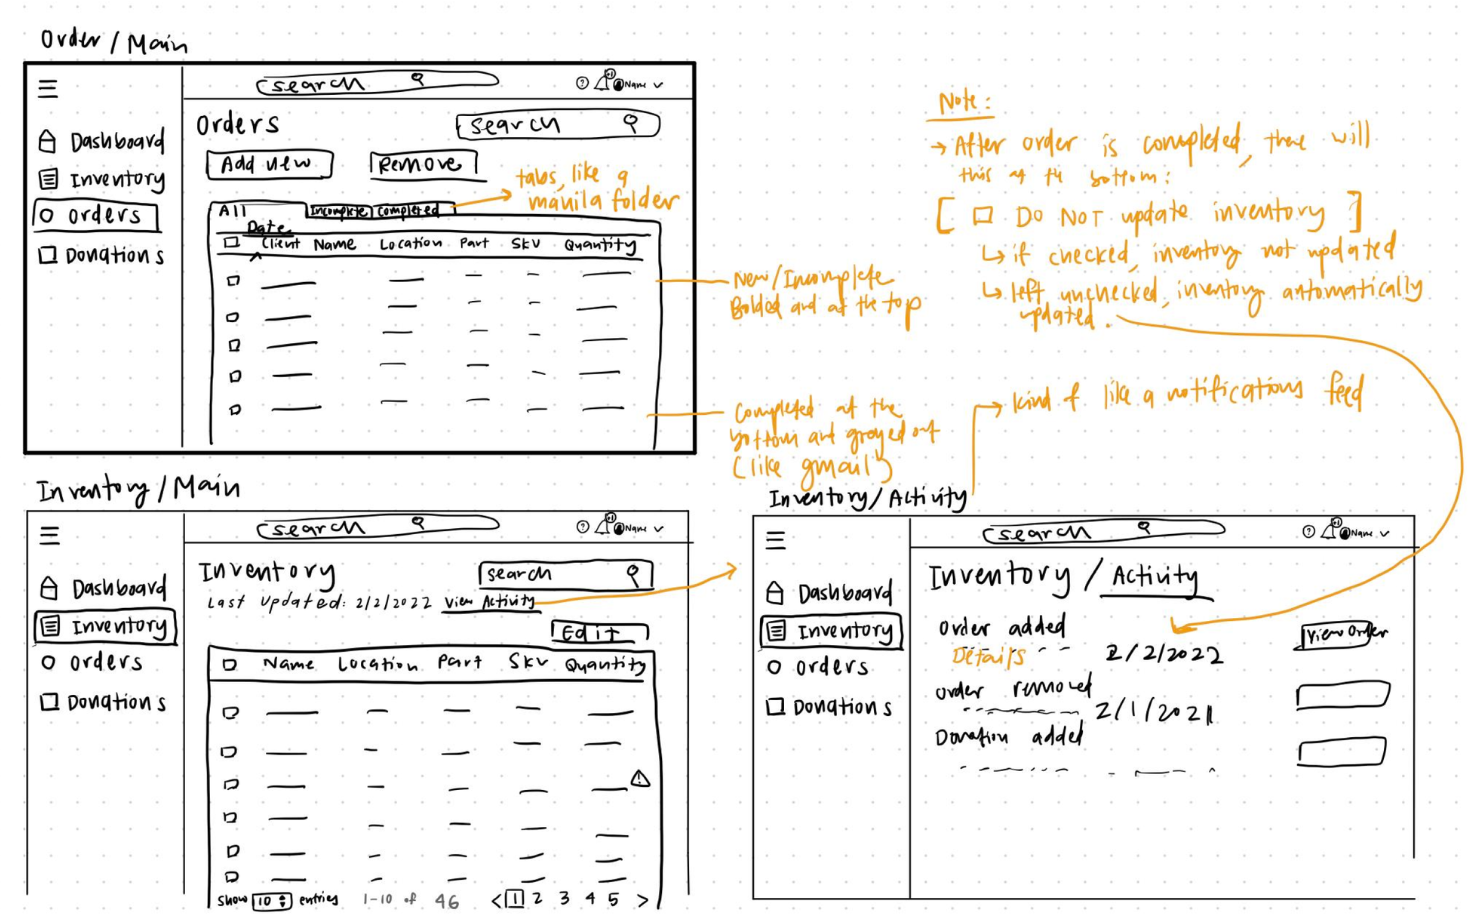 Order / Main
search
? +1 Name
Dashboard
Inventory
Orders
Donations
Orders
search
Add new
Remove
All
Incomplete
Completed
Date
Client Name Location Part SKU Quantity
tabs, like a
manila folder
New/Incomplete
Bolded and at the top
Completed at the
bottom and greyed out
(like gmail)
Note:
→ After order is completed, there will
this at the bottom:
[ □ Do NOT update inventory ]
↳ if checked, inventory not updated
↳ left unchecked, inventory automatically
updated.
→ kind of like a notifications feed
Inventory / Main
search
? +1 Name
Dashboard
Inventory
Orders
Donations
Inventory
search
Last Updated: 2/2/2022 View Activity
Edit
Name Location Part SKU Quantity
Show 10 entries 1-10 of 46 < 1 2 3 4 5 >
Inventory / Activity
search
? +1 Name
Dashboard
Inventory
Orders
Donations
Inventory / Activity
Order added
Details
2/2/2022
View Order
Order removed
2/1/2021
Donation added